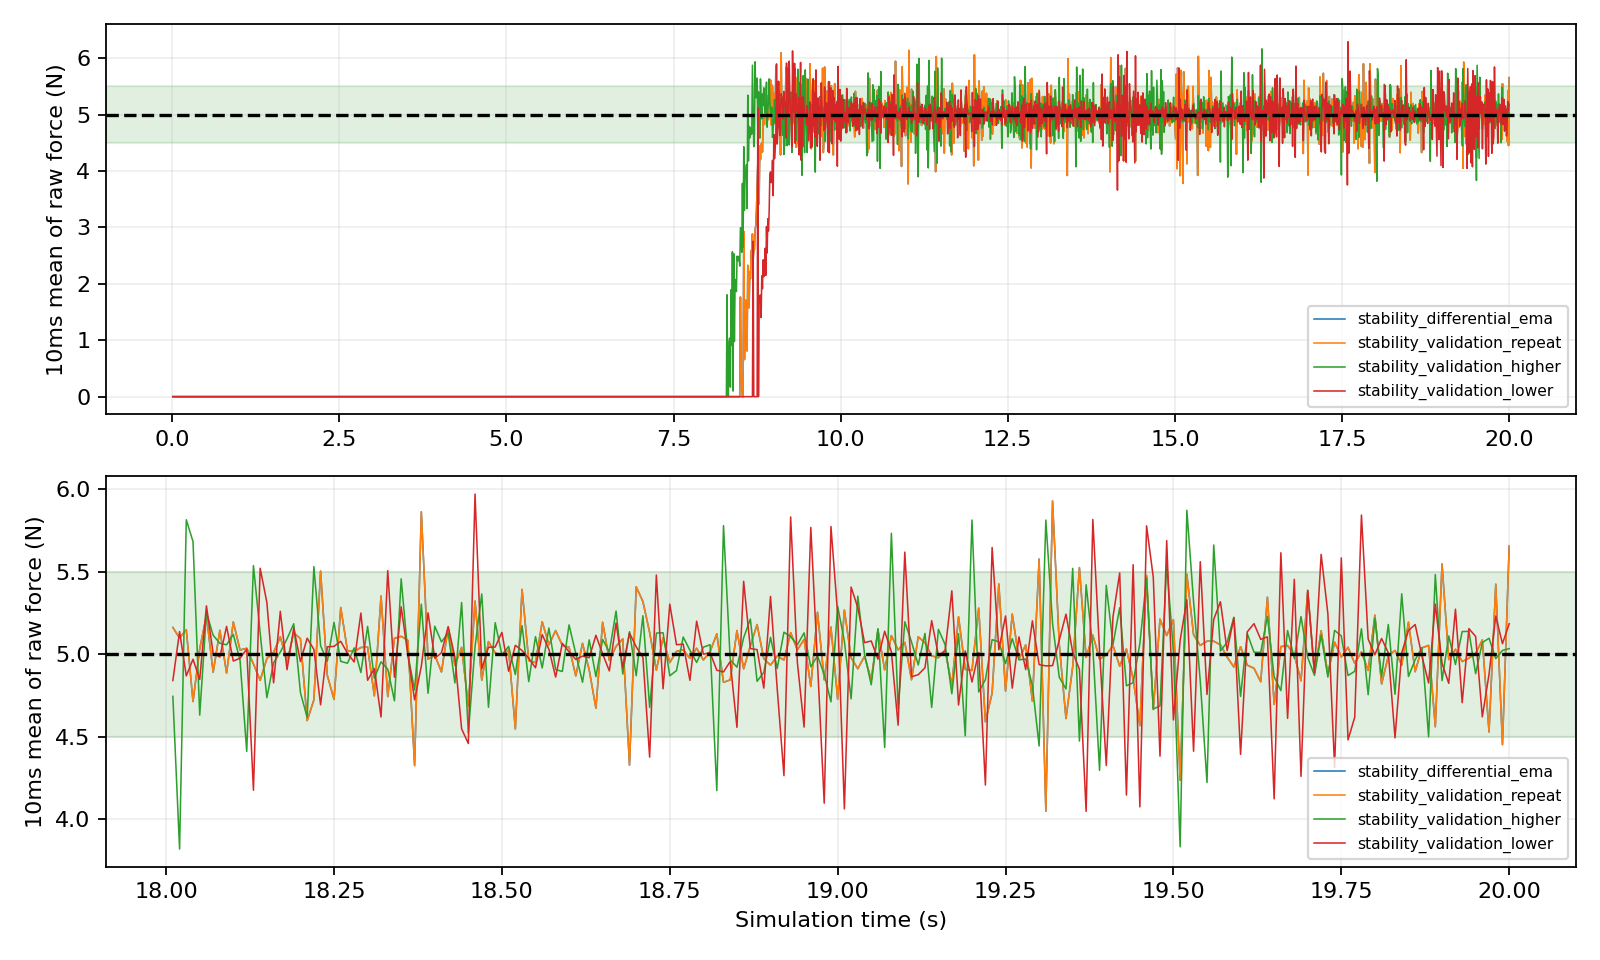 10ms mean of raw force (N)
6
5
4
3
2
1
0
0.0 2.5 5.0 7.5 10.0 12.5 15.0 17.5 20.0
stability_differential_ema
stability_validation_repeat
stability_validation_higher
stability_validation_lower
10ms mean of raw force (N)
6.0
5.5
5.0
4.5
4.0
18.00 18.25 18.50 18.75 19.00 19.25 19.50 19.75 20.00
stability_differential_ema
stability_validation_repeat
stability_validation_higher
stability_validation_lower
Simulation time (s)